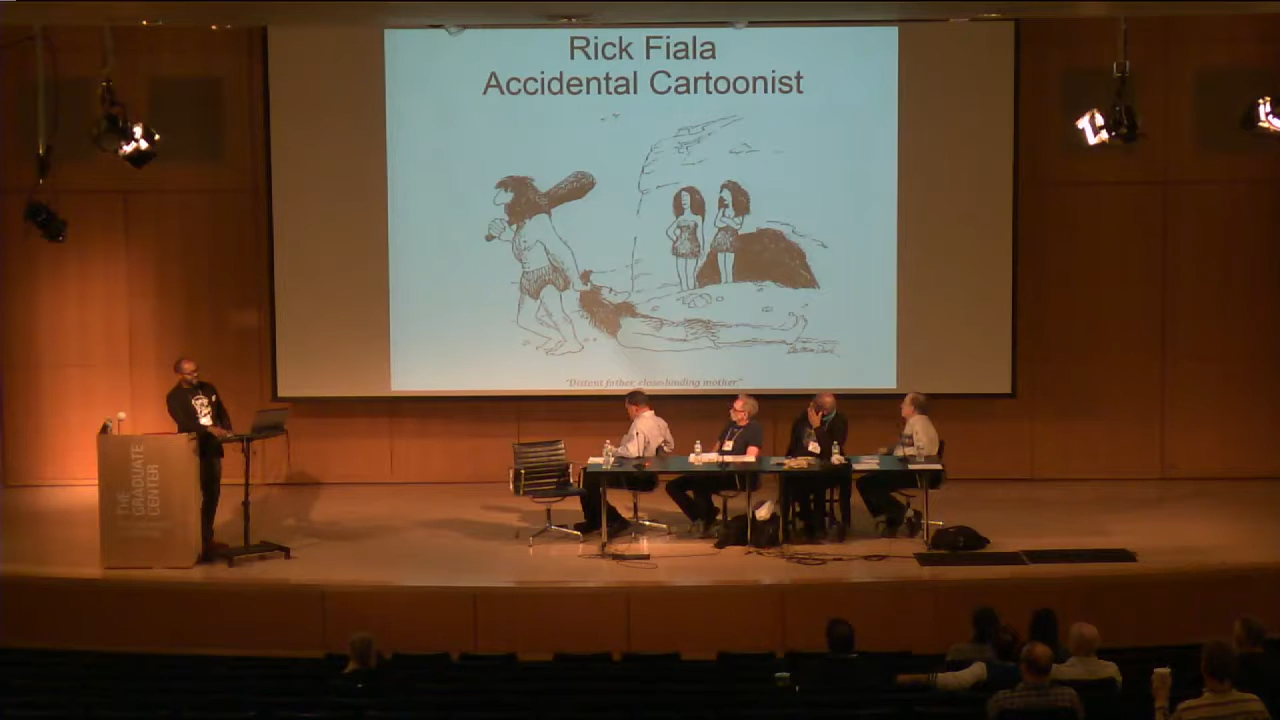 Rick Fiala
Accidental Cartoonist
"Distant father, close-binding mother."
THE
GRADUATE
CENTER